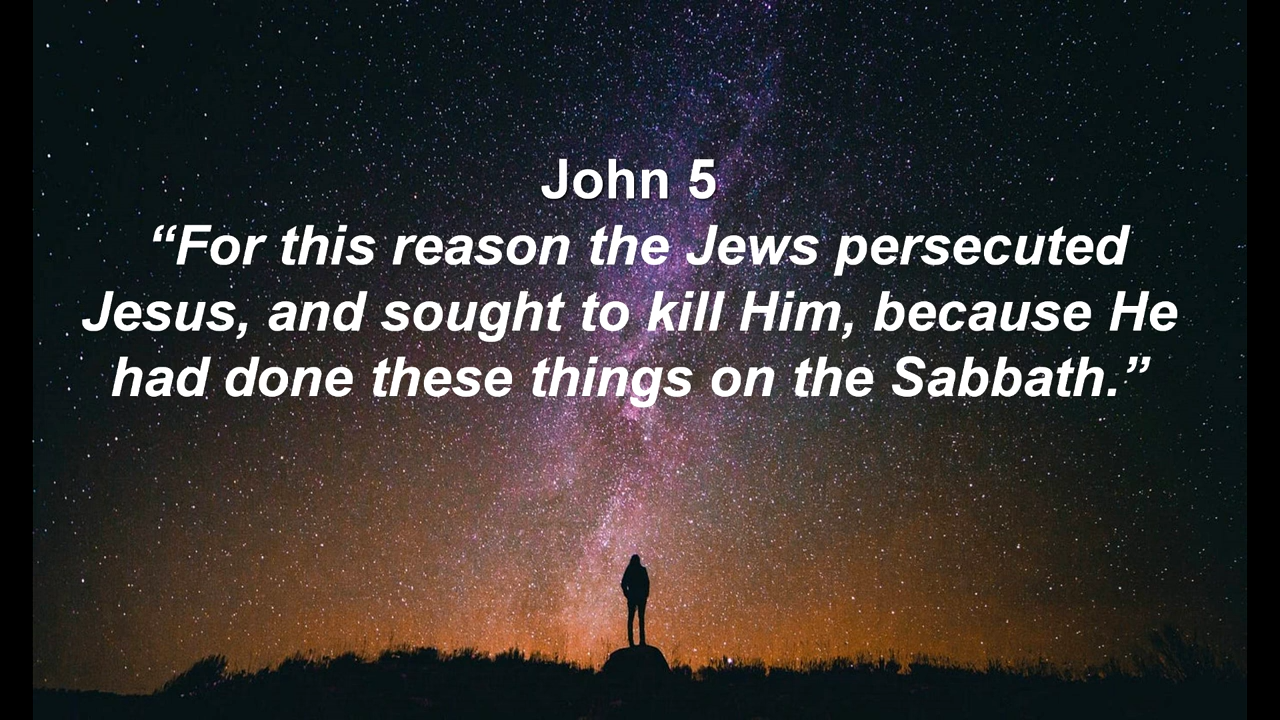 John 5
“For this reason the Jews persecuted
Jesus, and sought to kill Him, because He
had done these things on the Sabbath.”